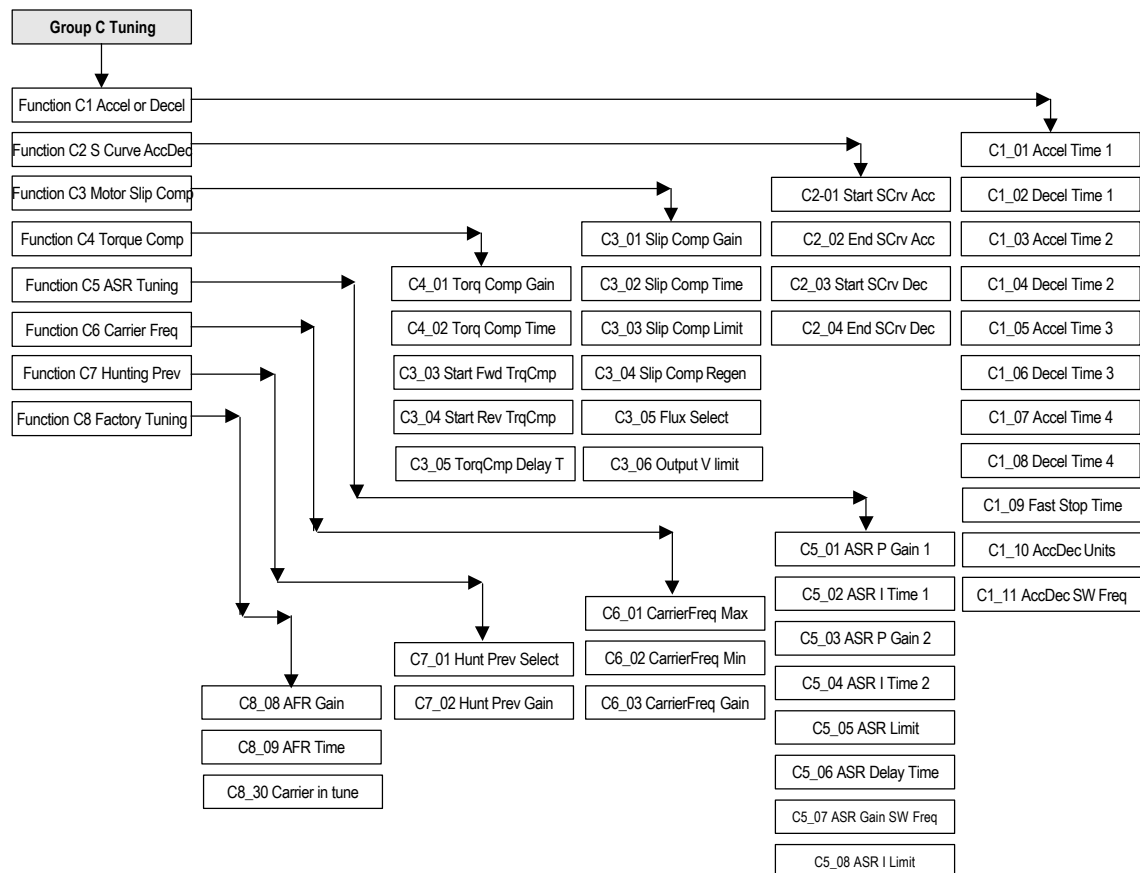 Group C Tuning
Function C1 Accel or Decel
Function C2 S Curve AccDec
Function C3 Motor Slip Comp
Function C4 Torque Comp
Function C5 ASR Tuning
Function C6 Carrier Freq
Function C7 Hunting Prev
Function C8 Factory Tuning
C8_08 AFR Gain
C8_09 AFR Time
C8_30 Carrier in tune
C4_01 Torq Comp Gain
C4_02 Torq Comp Time
C3_03 Start Fwd TrqCmp
C3_04 Start Rev TrqCmp
C3_05 TorqCmp Delay T
C7_01 Hunt Prev Select
C7_02 Hunt Prev Gain
C3_01 Slip Comp Gain
C3_02 Slip Comp Time
C3_03 Slip Comp Limit
C3_04 Slip Comp Regen
C3_05 Flux Select
C3_06 Output V limit
C6_01 CarrierFreq Max
C6_02 CarrierFreq Min
C6_03 CarrierFreq Gain
C2-01 Start SCrv Acc
C2_02 End SCrv Acc
C2_03 Start SCrv Dec
C2_04 End SCrv Dec
C5_01 ASR P Gain 1
C5_02 ASR I Time 1
C5_03 ASR P Gain 2
C5_04 ASR I Time 2
C5_05 ASR Limit
C5_06 ASR Delay Time
C5_07 ASR Gain SW Freq
C5_08 ASR I Limit
C1_01 Accel Time 1
C1_02 Decel Time 1
C1_03 Accel Time 2
C1_04 Decel Time 2
C1_05 Accel Time 3
C1_06 Decel Time 3
C1_07 Accel Time 4
C1_08 Decel Time 4
C1_09 Fast Stop Time
C1_10 AccDec Units
C1_11 AccDec SW Freq